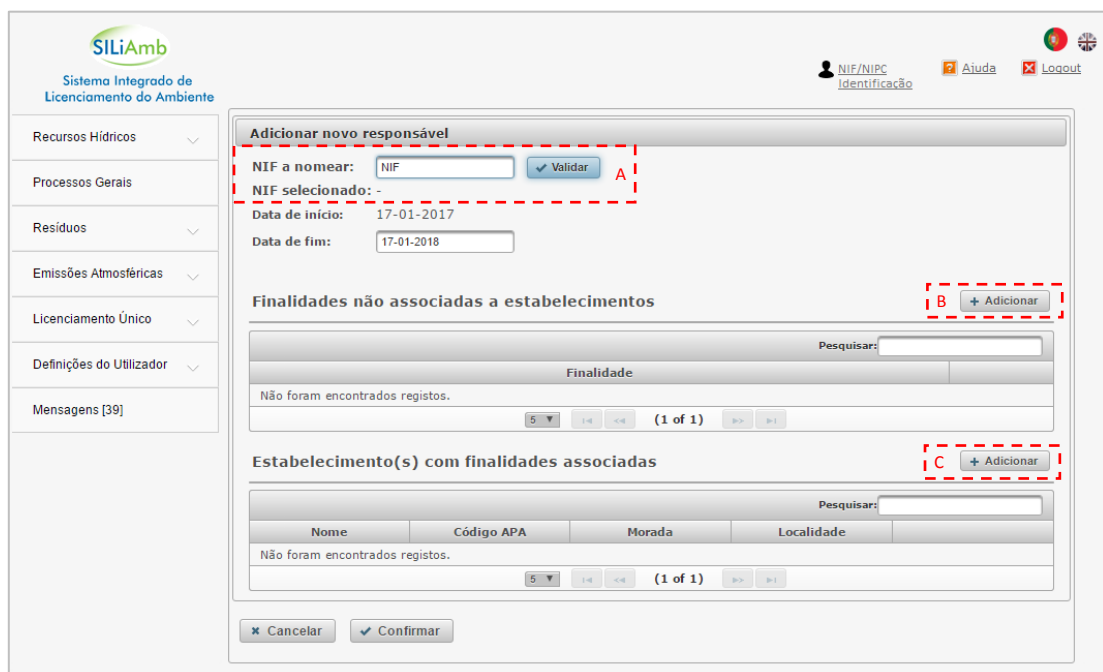 SILiAmb
Sistema Integrado de
Licenciamento do Ambiente
NIF/NIPC
Identificação
Ajuda
Logout
Recursos Hídricos
Processos Gerais
Resíduos
Emissões Atmosféricas
Licenciamento Único
Definições do Utilizador
Mensagens [39]
Adicionar novo responsável
NIF a nomear: NIF Validar A
NIF selecionado: -
Data de início: 17-01-2017
Data de fim: 17-01-2018
Finalidades não associadas a estabelecimentos B + Adicionar
Pesquisar:
Finalidade
Não foram encontrados registos.
5 (1 of 1)
Estabelecimento(s) com finalidades associadas C + Adicionar
Pesquisar:
Nome Código APA Morada Localidade
Não foram encontrados registos.
5 (1 of 1)
Cancelar Confirmar